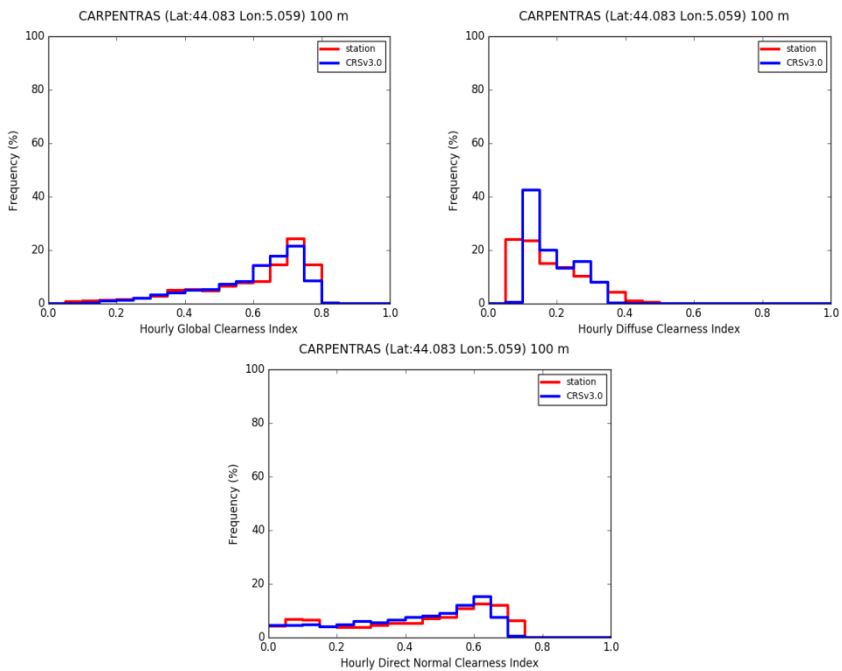 CARPENTRAS (Lat:44.083 Lon:5.059) 100 m
100
80
60
40
20
0
Frequency (%)
station
CRSv3.0
0.0 0.2 0.4 0.6 0.8 1.0
Hourly Global Clearness Index
CARPENTRAS (Lat:44.083 Lon:5.059) 100 m
100
80
60
40
20
0
Frequency (%)
station
CRSv3.0
0.0 0.2 0.4 0.6 0.8 1.0
Hourly Diffuse Clearness Index
CARPENTRAS (Lat:44.083 Lon:5.059) 100 m
100
80
60
40
20
0
Frequency (%)
station
CRSv3.0
0.0 0.2 0.4 0.6 0.8 1.0
Hourly Direct Normal Clearness Index